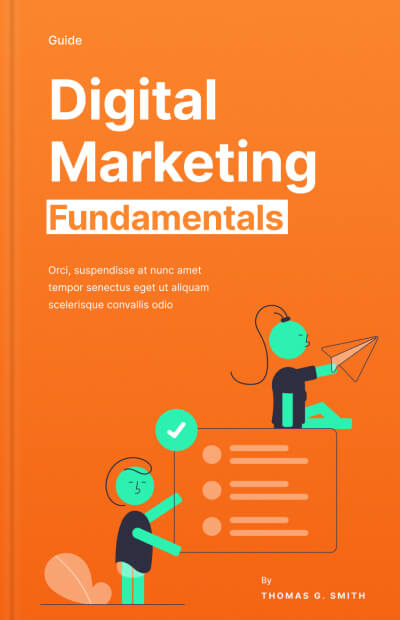 Guide
Digital
Marketing
Fundamentals
Orci, suspendisse at nunc amet
tempor senectus eget ut aliquam
scelerisque convallis odio
By
THOMAS G. SMITH